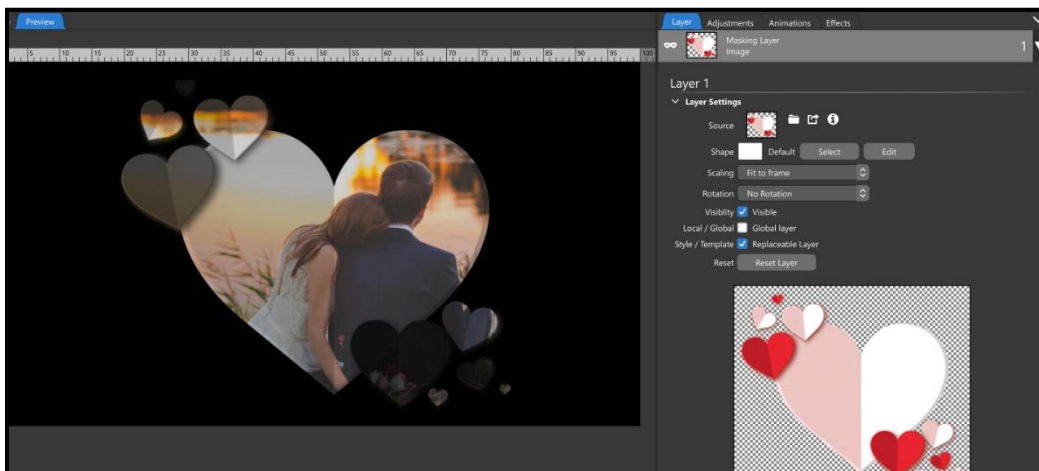 Preview
Layer Adjustments Animations Effects
5 10 15 20 25 30 35 40 45 50 55 60 65 70 75 80 85 90 95 100
Masking Layer
Image
1
Layer 1
Layer Settings
Source
Shape Default Select Edit
Scaling Fit to frame
Rotation No Rotation
Visiblity Visible
Local / Global Global layer
Style / Template Replaceable Layer
Reset Reset Layer